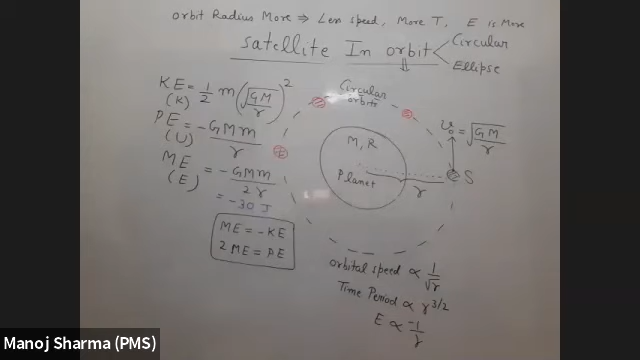 orbit Radius More ⇒ Less speed, More T, E is More
satellite In orbit
Circular
Ellipse
KE = 1/2 m(√(GM/r))²
(K)
PE = -GMm/r
(U)
ME = -GMm/2r
(E)
= -30 J
ME = -KE
2ME = PE
Circular
orbits
M, R
Planet
r
S
v₀ = √(GM/r)
orbital speed ∝ 1/√r
Time Period ∝ r^3/2
E ∝ -1/r
Manoj Sharma (PMS)